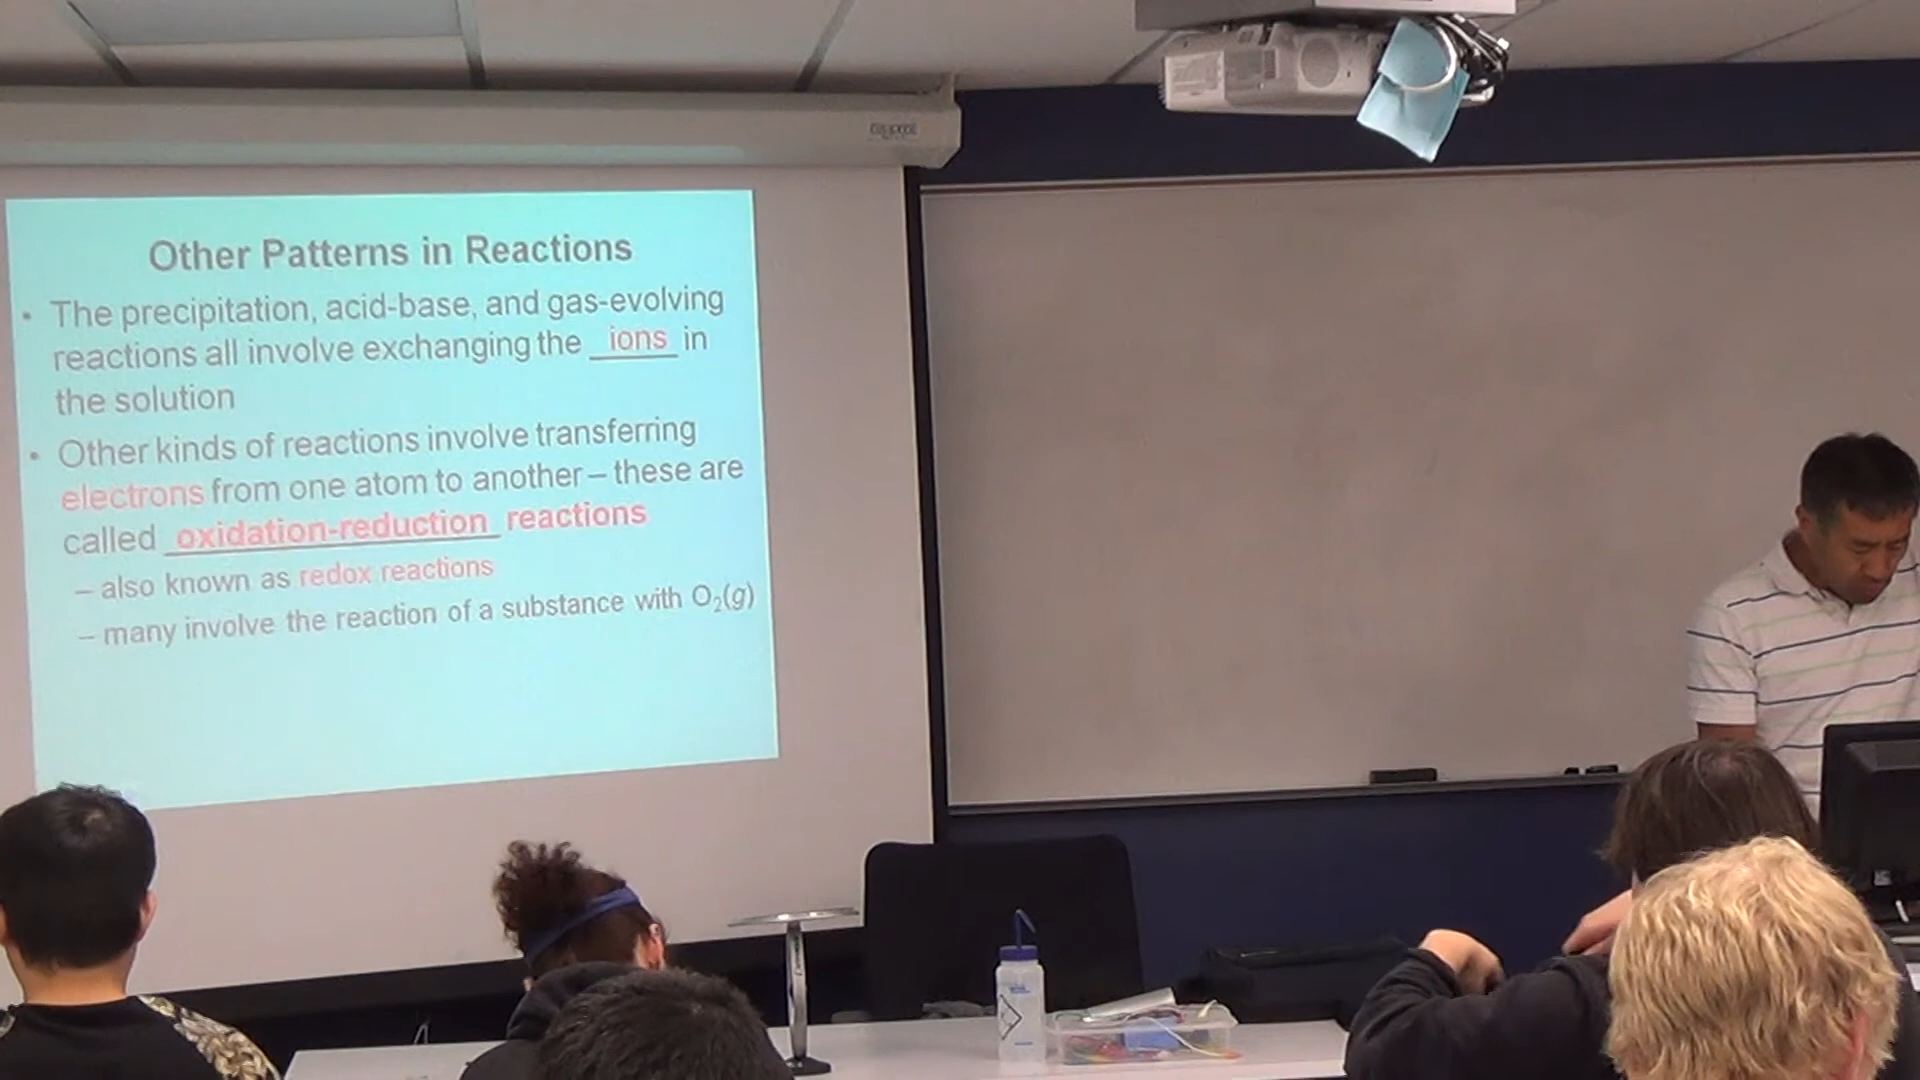 Other Patterns in Reactions
• The precipitation, acid-base, and gas-evolving
reactions all involve exchanging the ions in
the solution
• Other kinds of reactions involve transferring
electrons from one atom to another – these are
called oxidation-reduction reactions
– also known as redox reactions
– many involve the reaction of a substance with O₂(g)